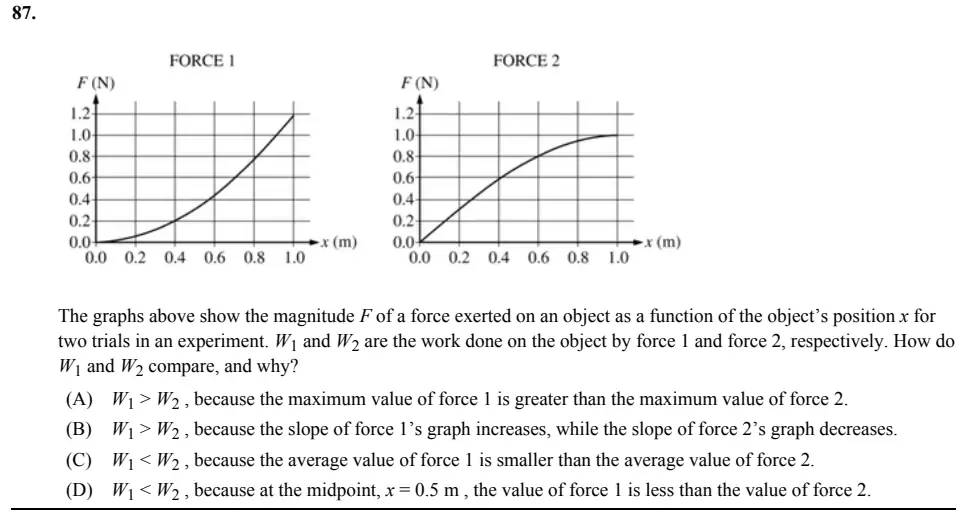 87.
FORCE 1
FORCE 2
F (N)
F (N)
1.2
1.0
0.8
0.6
0.4
0.2
0.0
x (m)
0.0 0.2 0.4 0.6 0.8 1.0
1.2
1.0
0.8
0.6
0.4
0.2
0.0
x (m)
0.0 0.2 0.4 0.6 0.8 1.0
The graphs above show the magnitude F of a force exerted on an object as a function of the object’s position x for
two trials in an experiment. W₁ and W₂ are the work done on the object by force 1 and force 2, respectively. How do
W₁ and W₂ compare, and why?
(A) W₁ > W₂ , because the maximum value of force 1 is greater than the maximum value of force 2.
(B) W₁ > W₂ , because the slope of force 1’s graph increases, while the slope of force 2’s graph decreases.
(C) W₁ < W₂ , because the average value of force 1 is smaller than the average value of force 2.
(D) W₁ < W₂ , because at the midpoint, x = 0.5 m , the value of force 1 is less than the value of force 2.